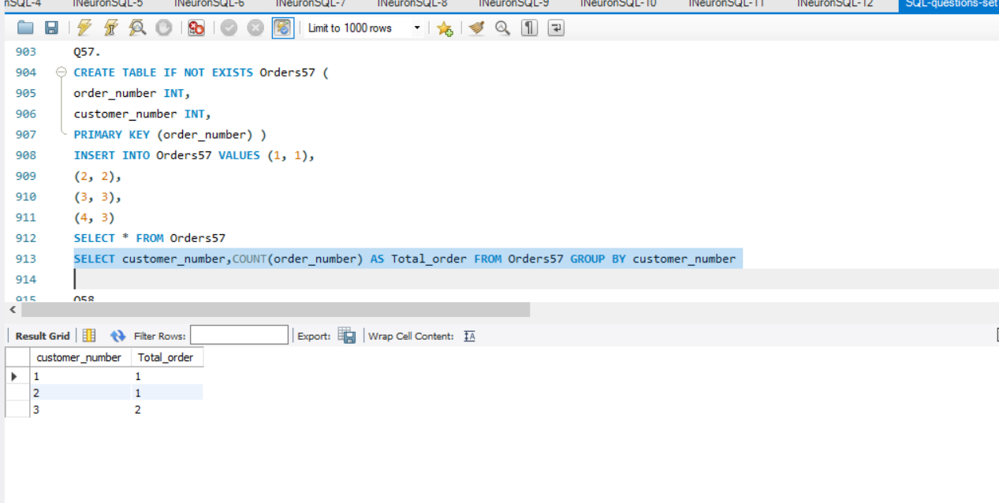 INeuronSQL-5 INeuronSQL-6 INeuronSQL-7 INeuronSQL-8 INeuronSQL-9 INeuronSQL-10 INeuronSQL-11 INeuronSQL-12 SQL-questions-set
Limit to 1000 rows
903 Q57.
904 CREATE TABLE IF NOT EXISTS Orders57 (
905 order_number INT,
906 customer_number INT,
907 PRIMARY KEY (order_number) )
908 INSERT INTO Orders57 VALUES (1, 1),
909 (2, 2),
910 (3, 3),
911 (4, 3)
912 SELECT * FROM Orders57
913 SELECT customer_number,COUNT(order_number) AS Total_order FROM Orders57 GROUP BY customer_number
914
915 Q58
Result Grid Filter Rows: Export: Wrap Cell Content: IA
customer_number Total_order
1 1
2 1
3 2